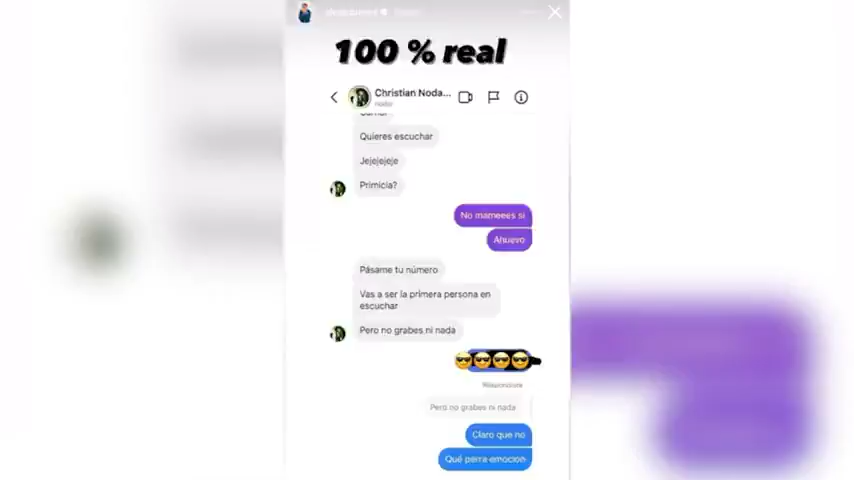 100 % real
Christian Noda...
Quieres escuchar
Jejejejeje
Primicia?
No mameees si
Ahuevo
Pásame tu número
Vas a ser la primera persona en
escuchar
Pero no grabes ni nada
Pero no grabes ni nada
Claro que no
Qué perra emocion